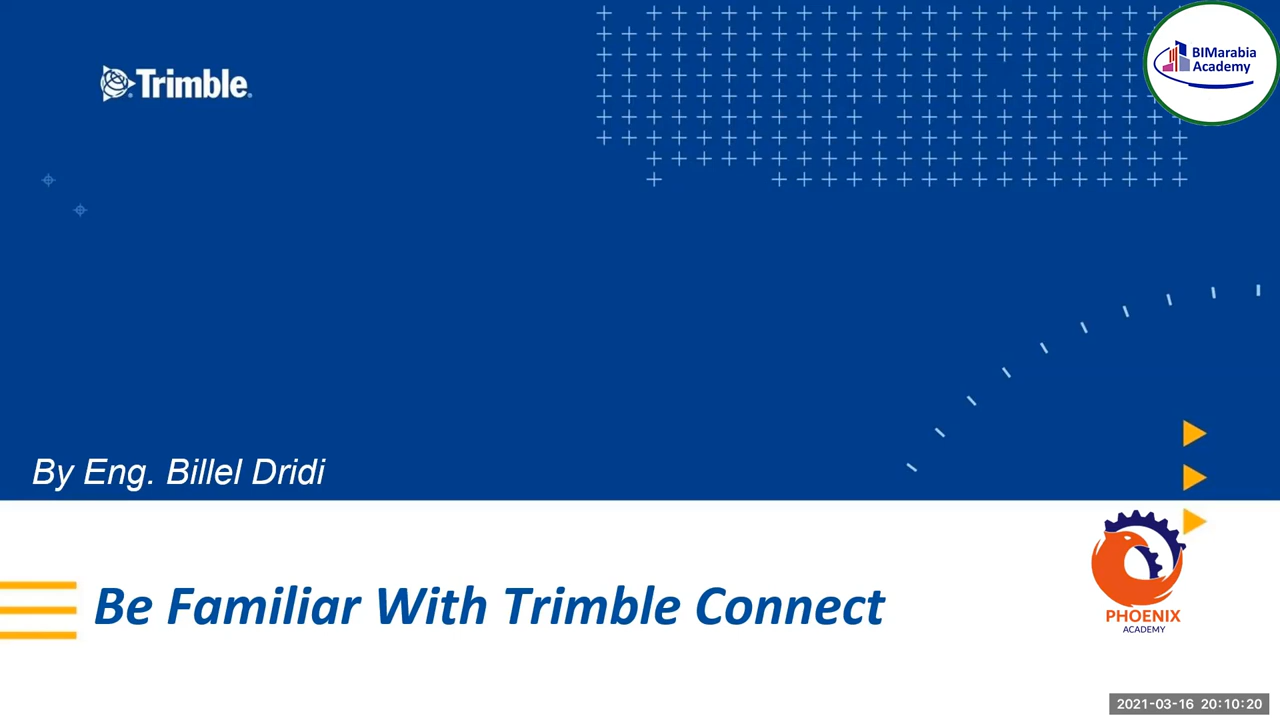 Trimble
BIMarabia
Academy
By Eng. Billel Dridi
Be Familiar With Trimble Connect
PHOENIX
ACADEMY
2021-03-16 20:10:20